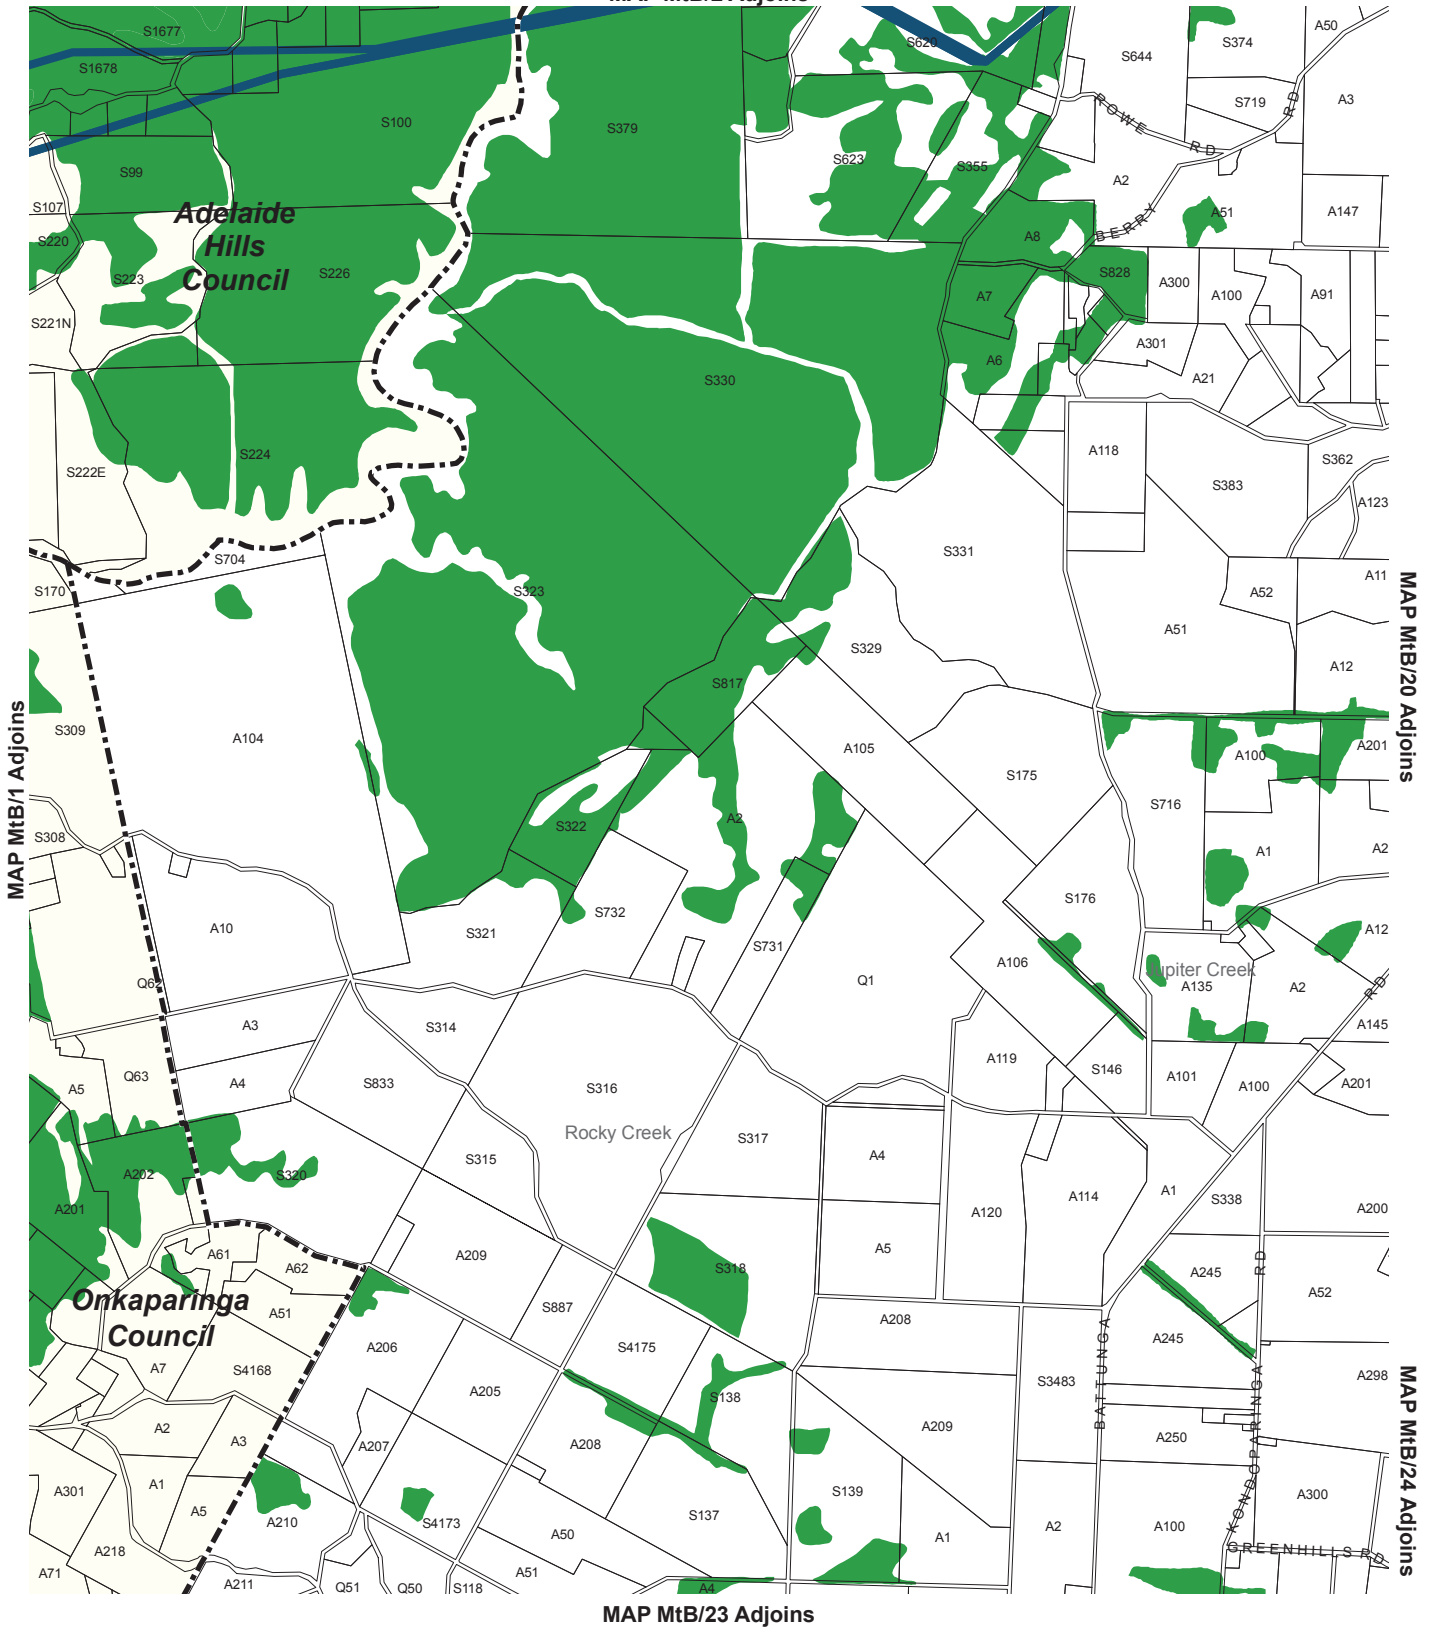 S1677
S620
S374
A50
S644
S1678
S719
RD
A3
S100
S379
ROWE RD
S623
S355
S99
A2
S107
Adelaide
Hills
Council
A51
A147
BERRY
A8
S220
S223
S226
S828
A300
A100
A91
A7
S221N
A301
A6
A21
S330
S224
S222E
A118
S362
S383
A123
S331
S704
A11
S170
S323
A52
MAP MtB/20 Adjoins
A51
S329
A12
S817
MAP MtB/1 Adjoins
S309
A104
A105
A100
A201
S175
S716
S308
S322
A2
A1
A2
S176
S732
A10
S321
S731
A12
A106
Jupiter Creek
Q62
Q1
A135
A2
RD
A3
S314
A145
A119
Q63
A5
A4
S833
S316
S146
A101
A100
A201
Rocky Creek
S317
A4
S315
A202
S320
A1
A114
S338
A201
A120
A200
A61
A209
A5
A62
S318
RD
A245
Onkaparinga
Council
A51
S887
A52
A208
A206
S4175
A245
A7
S4168
S3483
A298
MAP MtB/24 Adjoins
A205
S138
BATTUNGA
KONDOPARINGA
A2
A209
A3
A207
A208
A250
A1
A301
S139
A300
A5
S137
A210
S4173
A50
A1
A2
A100
A218
GREENHILLS RD
A71
A211
Q51
Q50
S118
A51
A4
MAP MtB/23 Adjoins